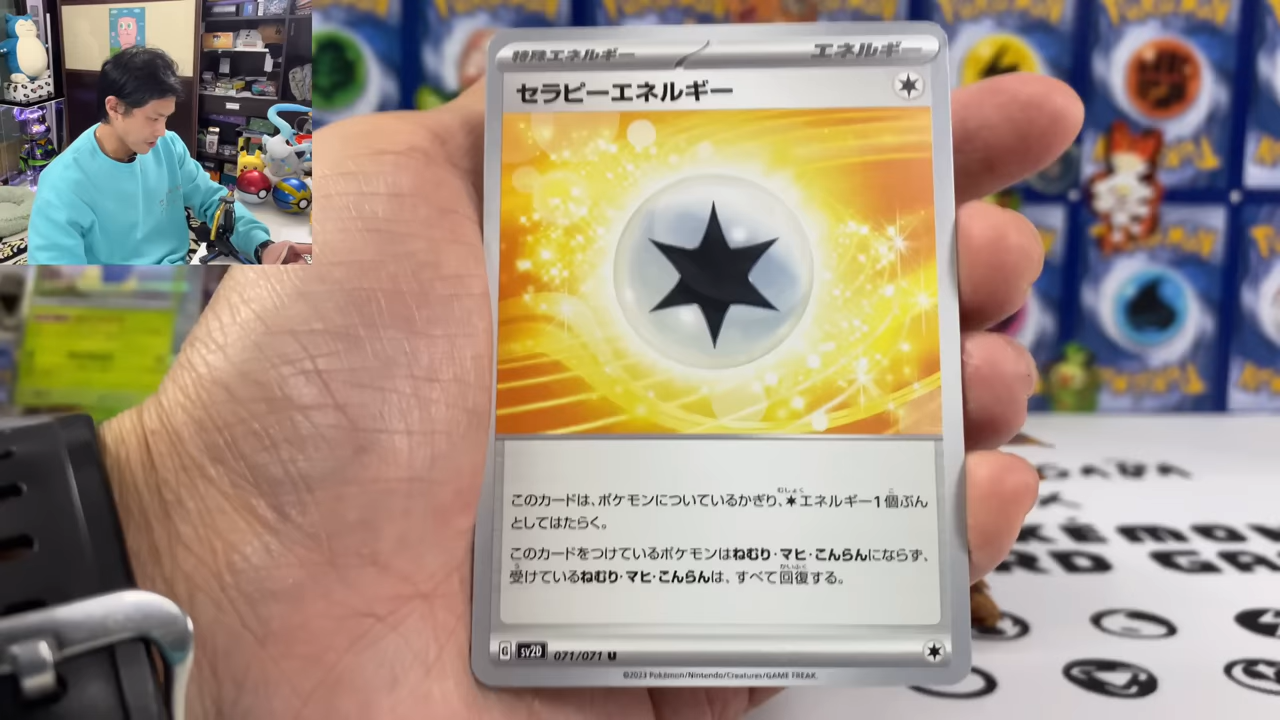 特殊エネルギー
エネルギー
セラピーエネルギー
このカードは、ポケモンについているかぎり、エネルギー1個ぶん
としてはたらく。
このカードをつけているポケモンはねむり・マヒ・こんらんにならず、
受けているねむり・マヒ・こんらんは、すべて回復する。
G sv2D 071/071 U
©2023 Pokémon/Nintendo/Creatures/GAME FREAK.